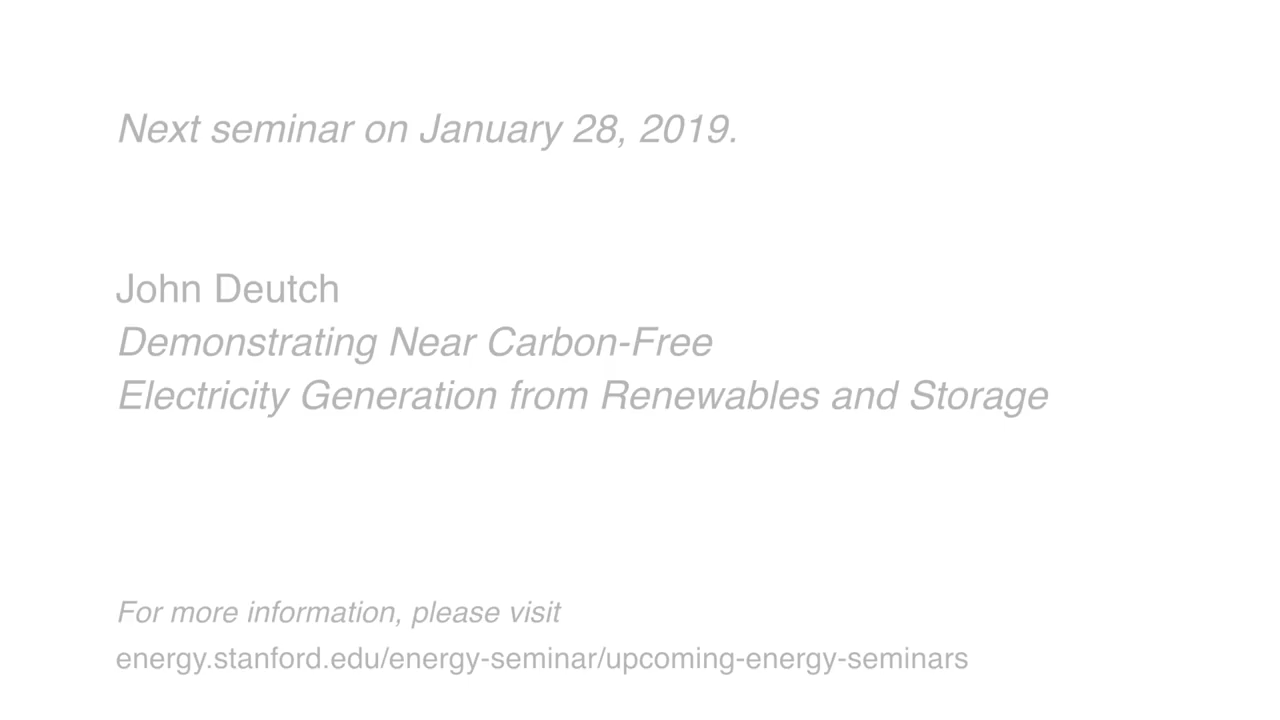 Next seminar on January 28, 2019.
John Deutch
Demonstrating Near Carbon-Free
Electricity Generation from Renewables and Storage
For more information, please visit
energy.stanford.edu/energy-seminar/upcoming-energy-seminars